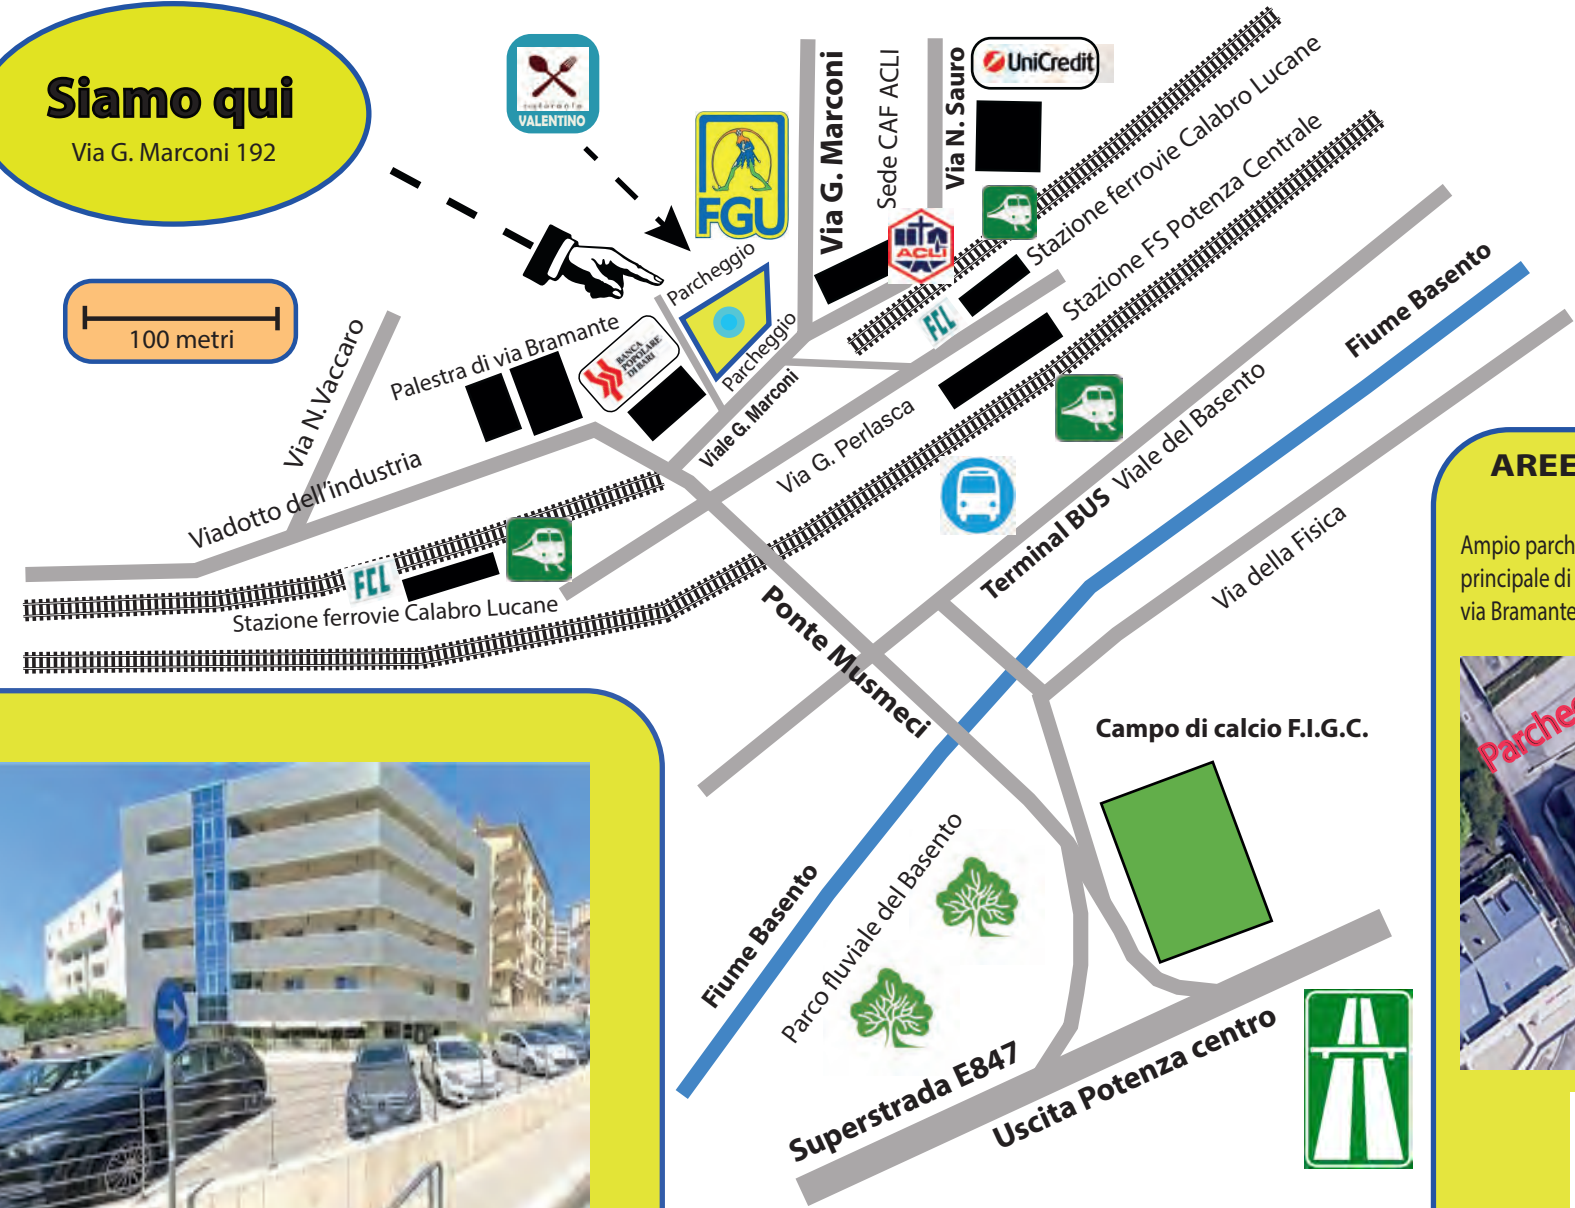 Siamo qui
Via G. Marconi 192
100 metri
ristorante
VALENTINO
FGU
Parcheggio
Parcheggio
Via G. Marconi
Sede CAF ACLI
Via N. Sauro
UniCredit
ACLI
Stazione ferrovie Calabro Lucane
Stazione FS Potenza Centrale
FCL
Via N.Vaccaro
Palestra di via Bramante
BANCA
POPOLARE
DI BARI
Viale G. Marconi
Via G. Perlasca
Viadotto dell'industria
FCL
Stazione ferrovie Calabro Lucane
Ponte Musmeci
Terminal BUS
Viale del Basento
Fiume Basento
Via della Fisica
Campo di calcio F.I.G.C.
Fiume Basento
Parco fluviale del Basento
Superstrada E847
Uscita Potenza centro
AREE
Ampio parch
principale di
via Bramante
Parche